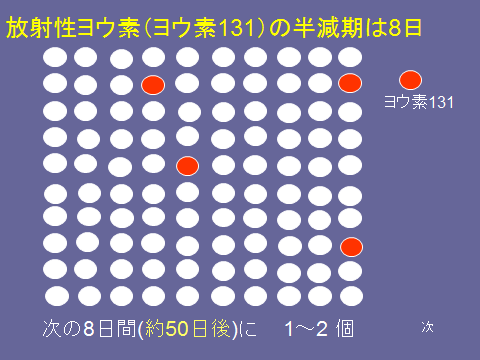 放射性ヨウ素（ヨウ素131）の半減期は8日
ヨウ素131
次の8日間(約50日後)に　1～2 個
次